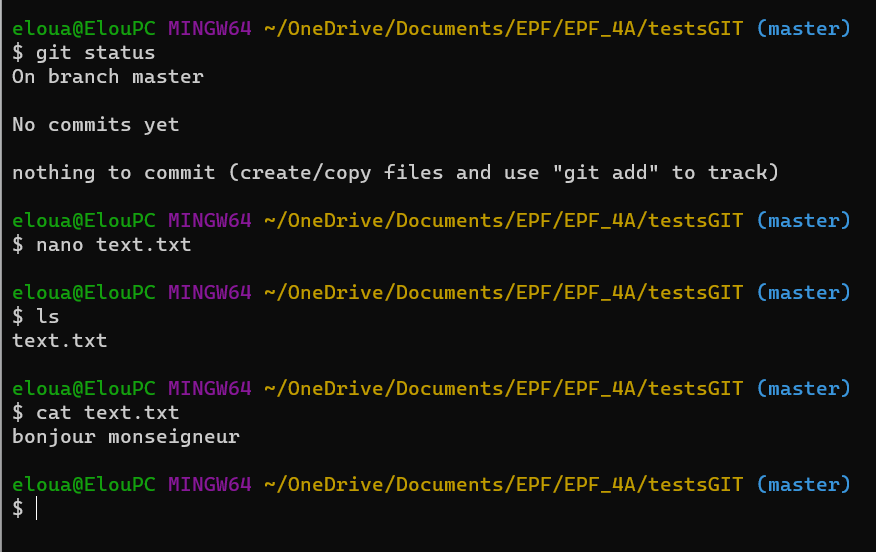 eloua@ElouPC MINGW64 ~/OneDrive/Documents/EPF/EPF_4A/testsGIT (master)
$ git status
On branch master
No commits yet
nothing to commit (create/copy files and use "git add" to track)
eloua@ElouPC MINGW64 ~/OneDrive/Documents/EPF/EPF_4A/testsGIT (master)
$ nano text.txt
eloua@ElouPC MINGW64 ~/OneDrive/Documents/EPF/EPF_4A/testsGIT (master)
$ ls
text.txt
eloua@ElouPC MINGW64 ~/OneDrive/Documents/EPF/EPF_4A/testsGIT (master)
$ cat text.txt
bonjour monseigneur
eloua@ElouPC MINGW64 ~/OneDrive/Documents/EPF/EPF_4A/testsGIT (master)
$